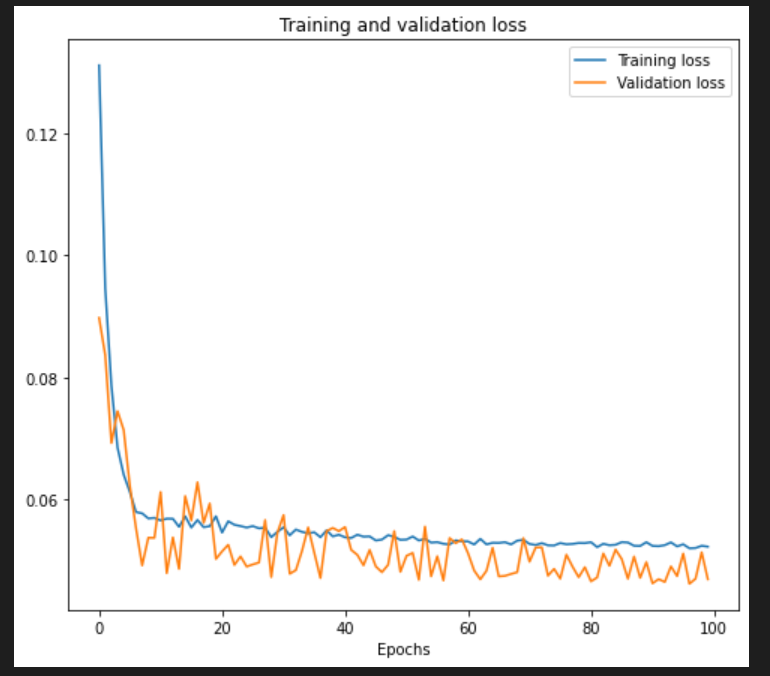 Training and validation loss
Training loss
Validation loss
0.12
0.10
0.08
0.06
0 20 40 60 80 100
Epochs